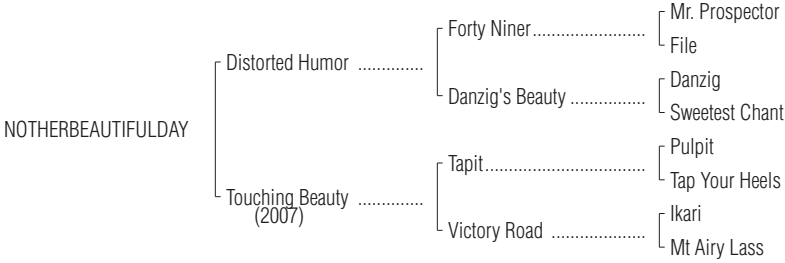 Mr. Prospector
Forty Niner........................
File
Distorted Humor ..............
Danzig
Danzig's Beauty ................
Sweetest Chant
NOTHERBEAUTIFULDAY
Pulpit
Tapit..................................
Tap Your Heels
Touching Beauty ..............
(2007)
Ikari
Victory Road ....................
Mt Airy Lass